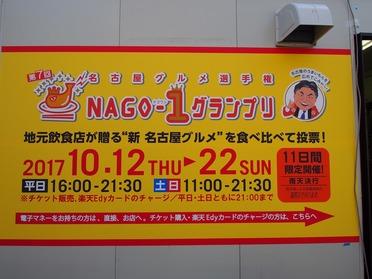 第7回
名古屋グルメ選手権
NAGO-1グランプリ
地元飲食店が贈る"新 名古屋グルメ"を食べ比べて投票!
2017 10.12 THU ▶ 22 SUN
11日間
限定開催!
雨天決行
平日 16:00-21:30 土日 11:00-21:30
※チケット販売、楽天Edyカードのチャージ/平日・土日ともに21:00まで
電子マネーをお持ちの方は、直接、お店へ。チケット購入・楽天Edyカードのチャージの方は、こちらへ